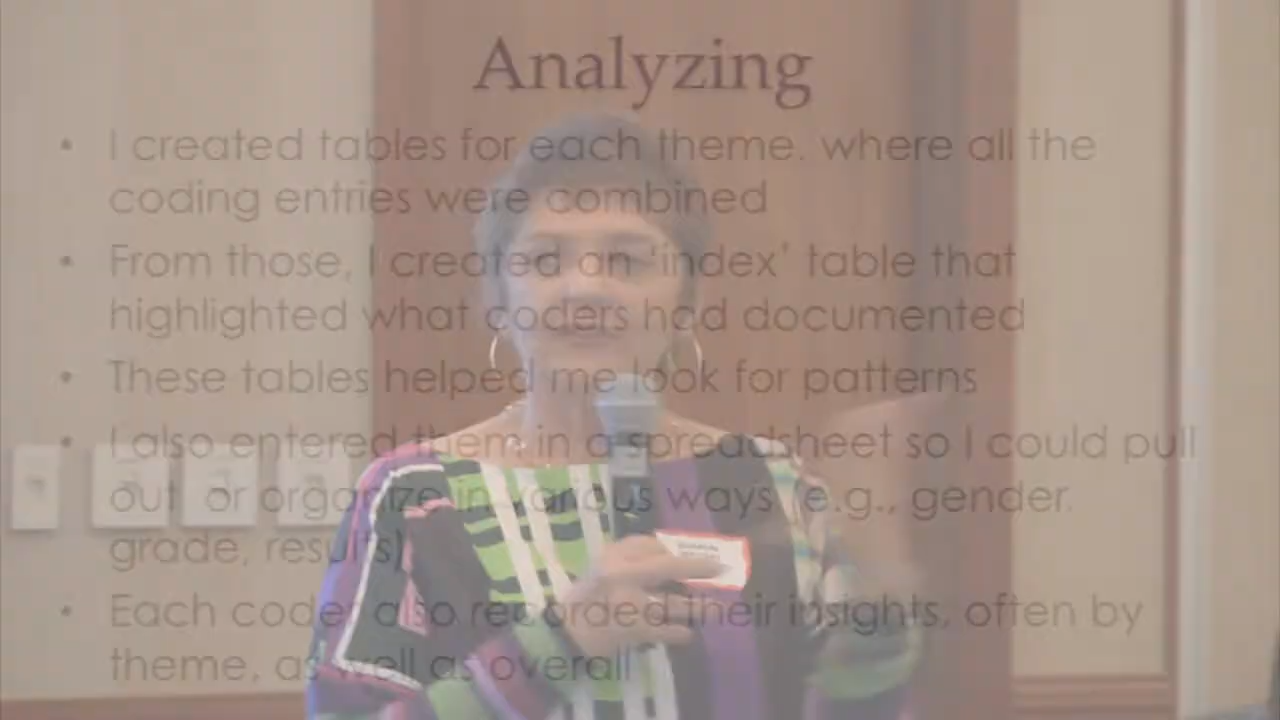 Analyzing
• I created tables for each theme. where all the
coding entries were combined
• From those, I created an 'index' table that
highlighted what coders had documented
• These tables helped me look for patterns
• I also entered them in a spreadsheet so I could pull
out or organize in various ways (e.g., gender.
grade, results)
• Each coder also recorded their insights, often by
theme, as well as overall